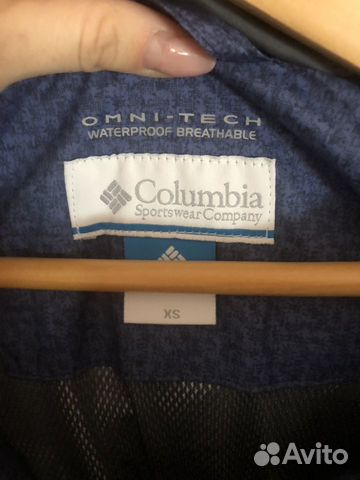 OMNI-TECH
WATERPROOF BREATHABLE
Columbia
Sportswear Company
XS
Avito